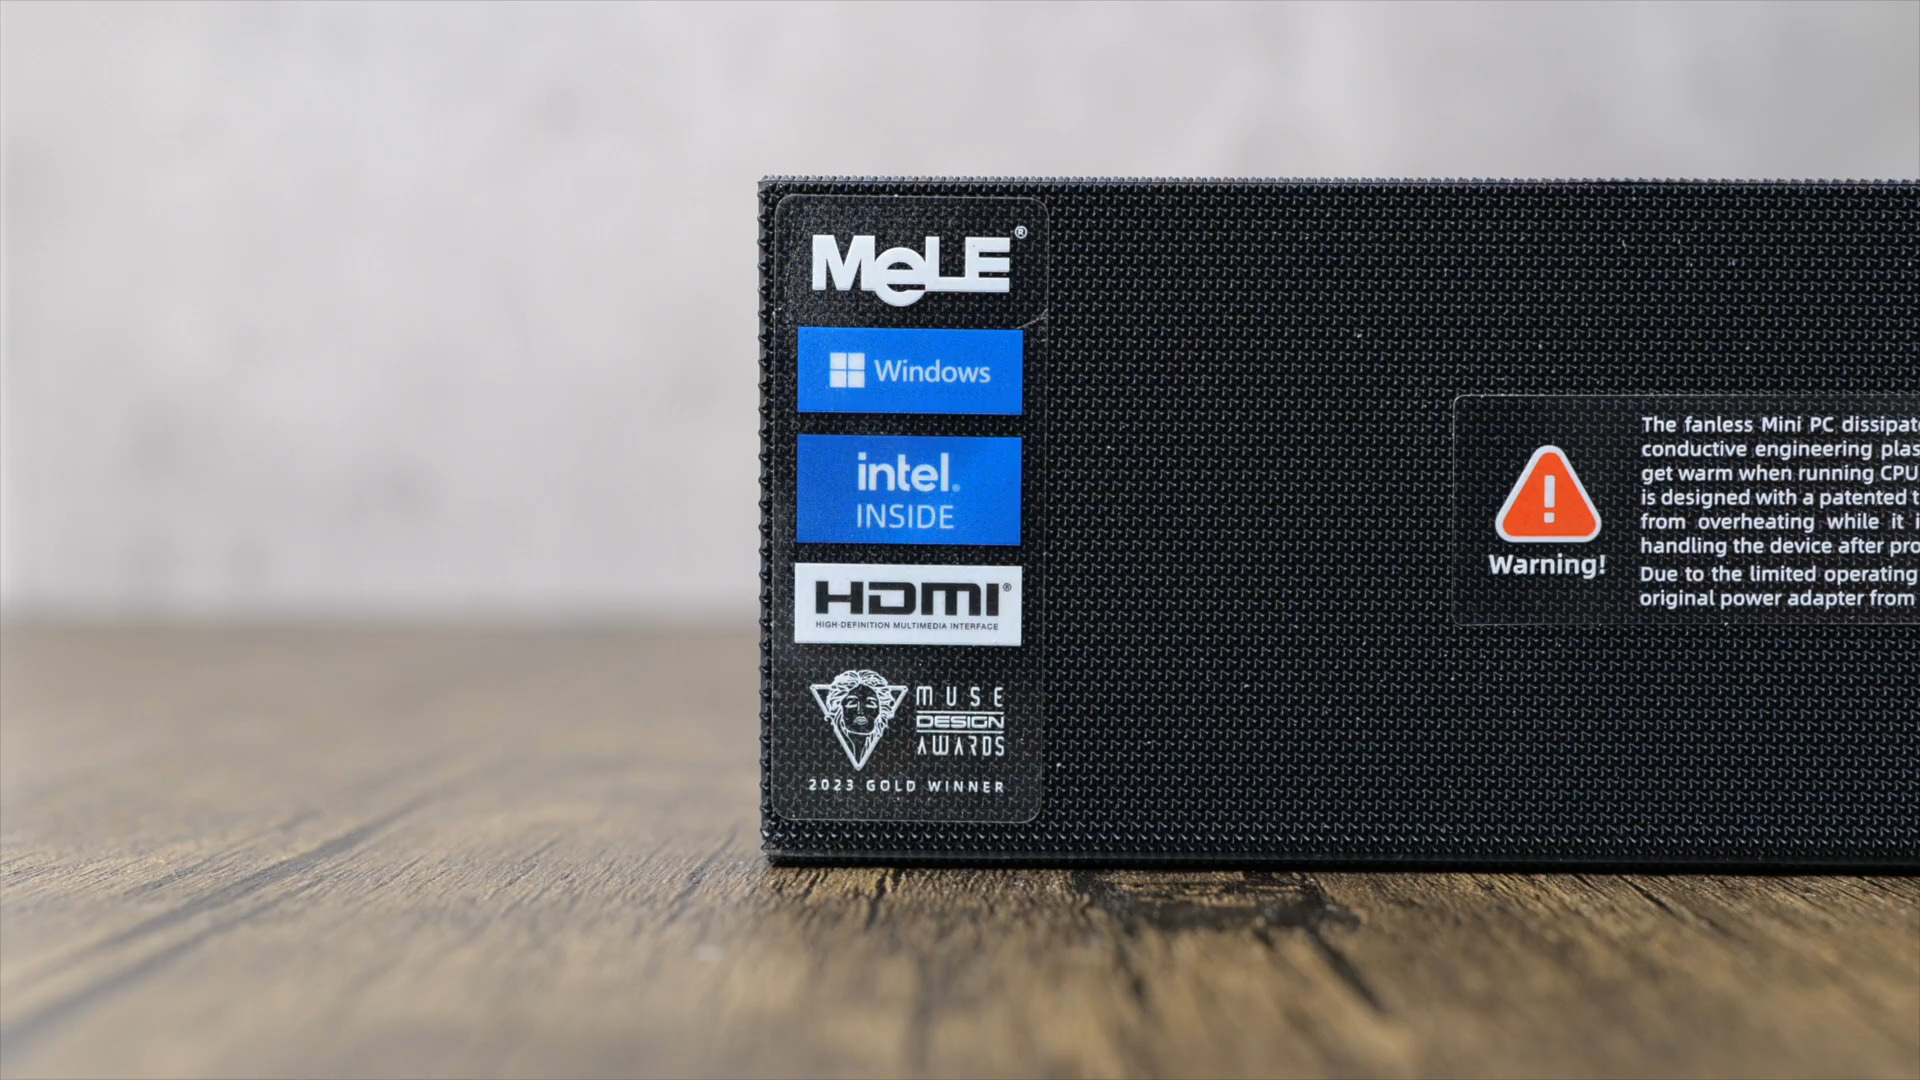 MeLE®
Windows
intel.®
INSIDE
HDMI®
HIGH-DEFINITION MULTIMEDIA INTERFACE
MUSE
DESIGN
AWARDS
2023 GOLD WINNER
Warning!
The fanless Mini PC
conductive engineering
get warm when running CPU
is designed with a patented
from overheating while it
handling the device after
Due to the limited operating
original power adapter from